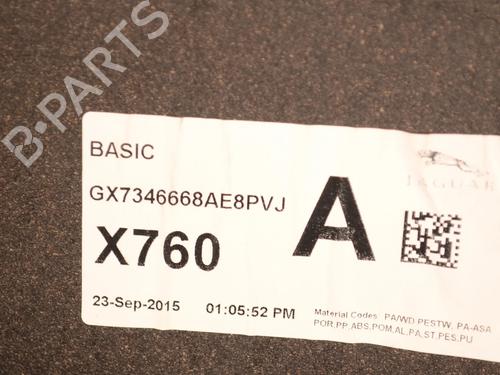 B-PARTS
BASIC
JAGUAR
GX7346668AE8PVJ
A
X760
23-Sep-2015 01:05:52 PM
Material Codes: PA/WD PESTW, PA-ASA
POR,PP,ABS,POM,AL,PA,ST,PES,PU